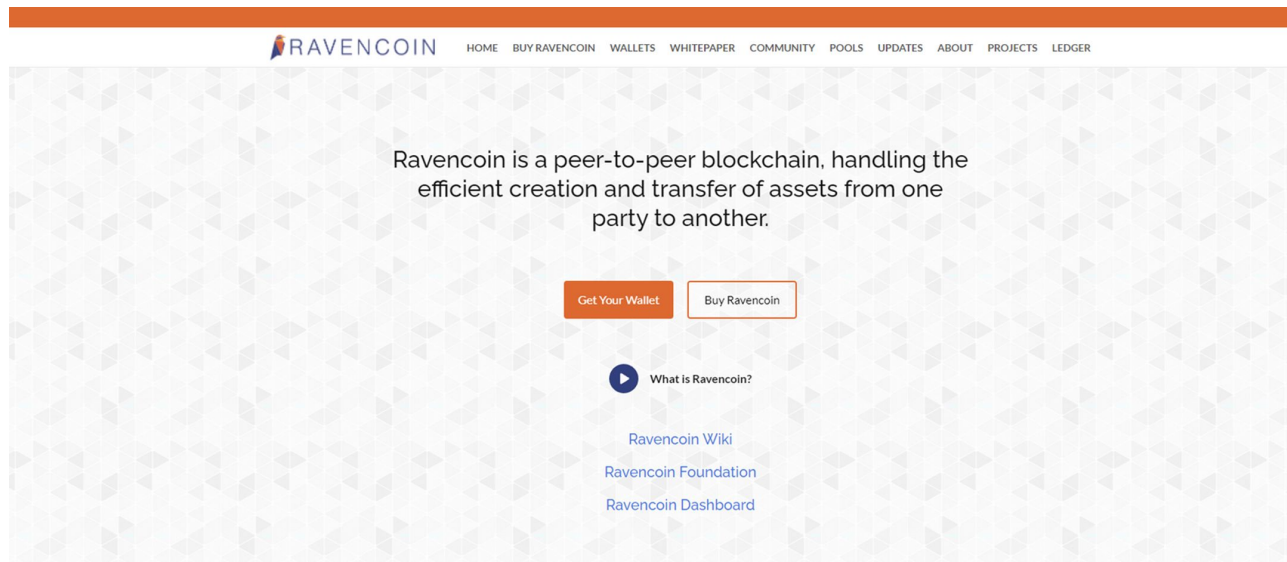 RAVENCOIN HOME BUY RAVENCOIN WALLETS WHITEPAPER COMMUNITY POOLS UPDATES ABOUT PROJECTS LEDGER
Ravencoin is a peer-to-peer blockchain, handling the
efficient creation and transfer of assets from one
party to another.
Get Your Wallet Buy Ravencoin
What is Ravencoin?
Ravencoin Wiki
Ravencoin Foundation
Ravencoin Dashboard